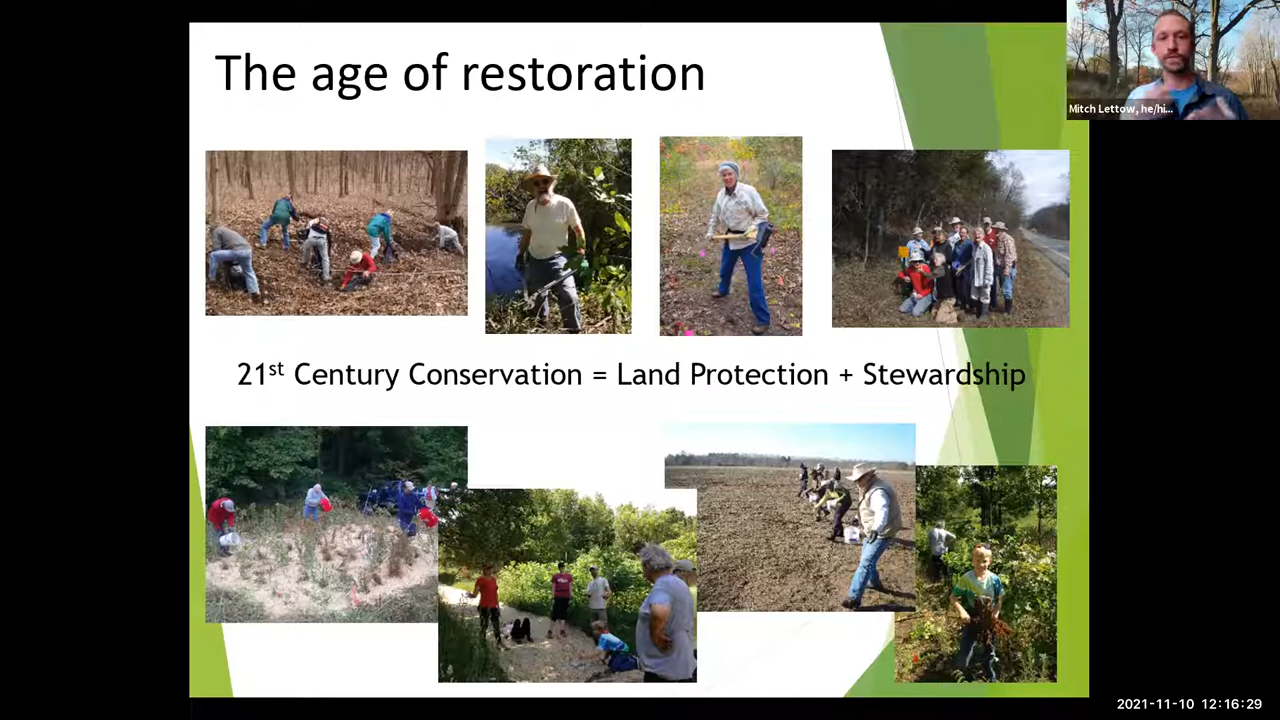 The age of restoration
Mitch Lettow, he/hi...
21st Century Conservation = Land Protection + Stewardship
2021-11-10 12:16:29